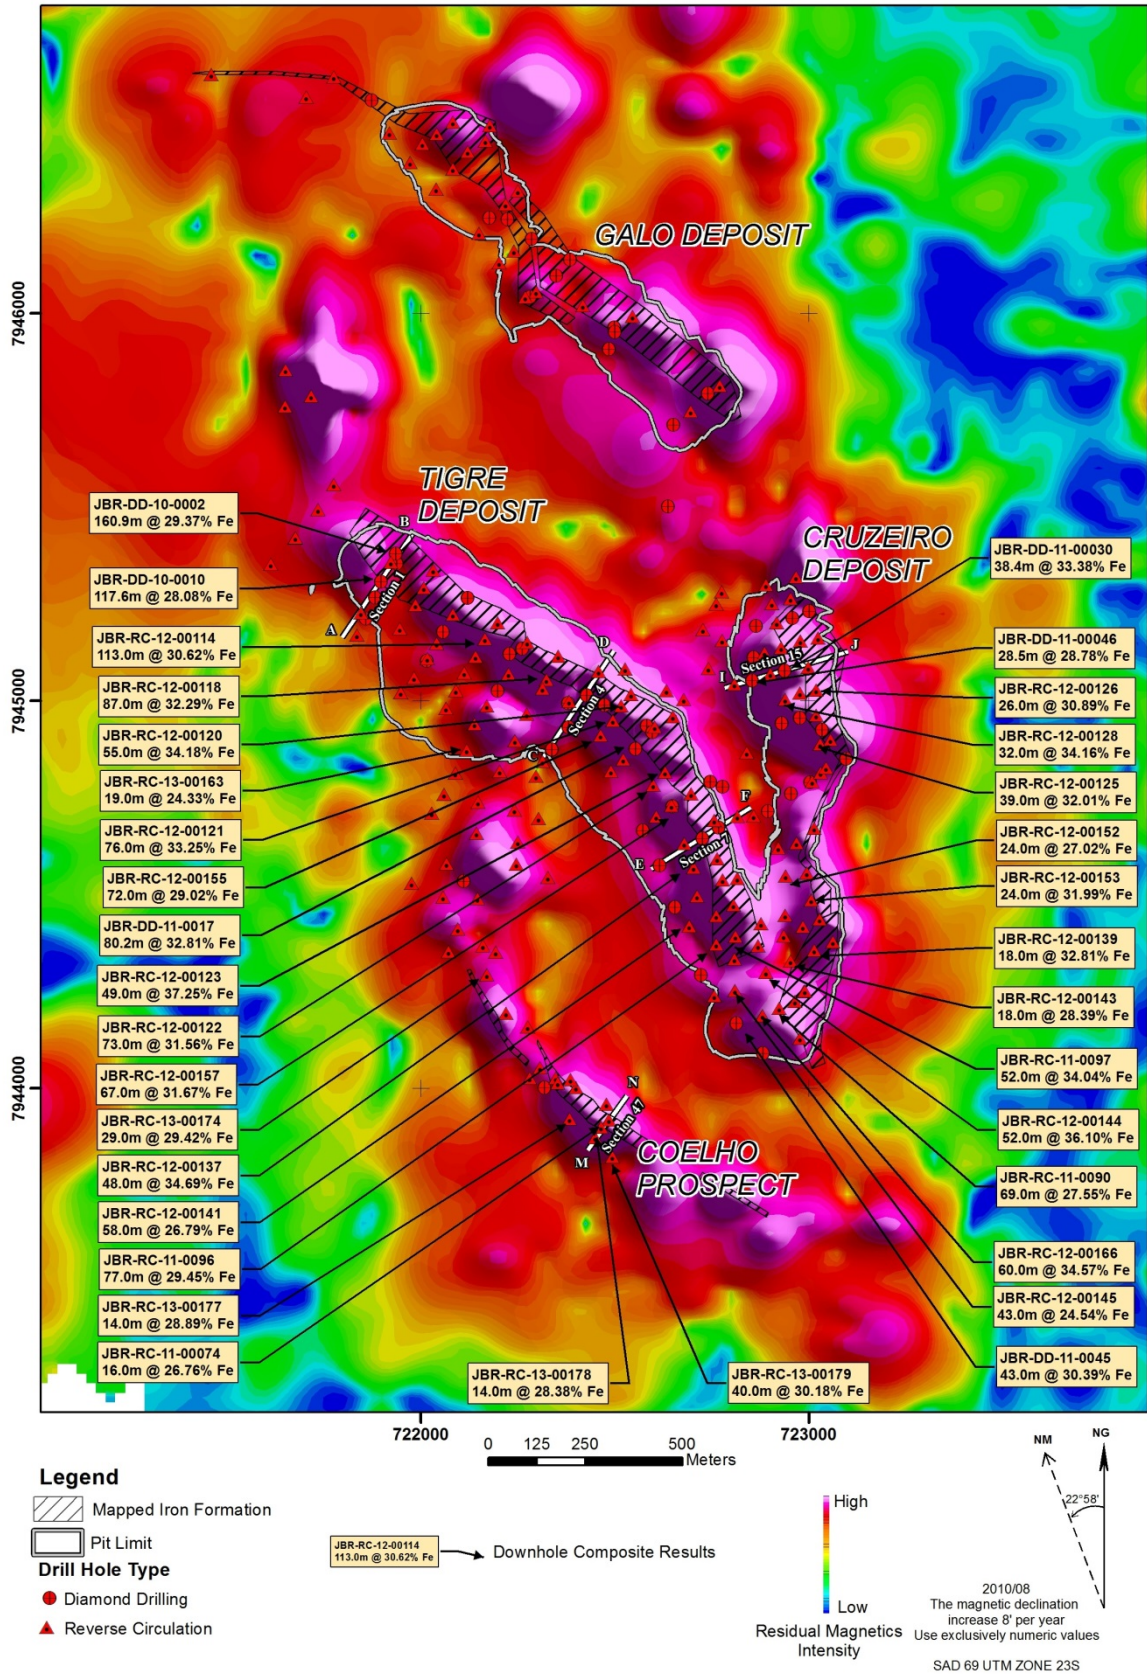 GALO DEPOSIT
7946000
TIGRE
DEPOSIT
CRUZEIRO
DEPOSIT
JBR-DD-10-0002
160.9m @ 29.37% Fe
JBR-DD-10-0010
117.6m @ 28.08% Fe
JBR-RC-12-00114
113.0m @ 30.62% Fe
JBR-RC-12-00118
87.0m @ 32.29% Fe
JBR-RC-12-00120
55.0m @ 34.18% Fe
JBR-RC-13-00163
19.0m @ 24.33% Fe
JBR-RC-12-00121
76.0m @ 33.25% Fe
JBR-RC-12-00155
72.0m @ 29.02% Fe
JBR-DD-11-0017
80.2m @ 32.81% Fe
JBR-RC-12-00123
49.0m @ 37.25% Fe
JBR-RC-12-00122
73.0m @ 31.56% Fe
JBR-RC-12-00157
67.0m @ 31.67% Fe
JBR-RC-13-00174
29.0m @ 29.42% Fe
JBR-RC-12-00137
48.0m @ 34.69% Fe
JBR-RC-12-00141
58.0m @ 26.79% Fe
JBR-RC-11-0096
77.0m @ 29.45% Fe
JBR-RC-13-00177
14.0m @ 28.89% Fe
JBR-RC-11-00074
16.0m @ 26.76% Fe
7945000
7944000
A
B
Section 1
C
D
Section 4
E
F
Section 7
I
J
Section 15
M
N
Section 47
COELHO
PROSPECT
JBR-DD-11-00030
38.4m @ 33.38% Fe
JBR-DD-11-00046
28.5m @ 28.78% Fe
JBR-RC-12-00126
26.0m @ 30.89% Fe
JBR-RC-12-00128
32.0m @ 34.16% Fe
JBR-RC-12-00125
39.0m @ 32.01% Fe
JBR-RC-12-00152
24.0m @ 27.02% Fe
JBR-RC-12-00153
24.0m @ 31.99% Fe
JBR-RC-12-00139
18.0m @ 32.81% Fe
JBR-RC-12-00143
18.0m @ 28.39% Fe
JBR-RC-11-0097
52.0m @ 34.04% Fe
JBR-RC-12-00144
52.0m @ 36.10% Fe
JBR-RC-11-0090
69.0m @ 27.55% Fe
JBR-RC-12-00166
60.0m @ 34.57% Fe
JBR-RC-12-00145
43.0m @ 24.54% Fe
JBR-DD-11-0045
43.0m @ 30.39% Fe
JBR-RC-13-00178
14.0m @ 28.38% Fe
JBR-RC-13-00179
40.0m @ 30.18% Fe
722000
723000
0 125 250 500
Meters
Legend
Mapped Iron Formation
Pit Limit
Drill Hole Type
Diamond Drilling
Reverse Circulation
JBR-RC-12-00114
113.0m @ 30.62% Fe
Downhole Composite Results
High
Low
Residual Magnetics
Intensity
NM
NG
22°58'
2010/08
The magnetic declination
increase 8' per year
Use exclusively numeric values
SAD 69 UTM ZONE 23S